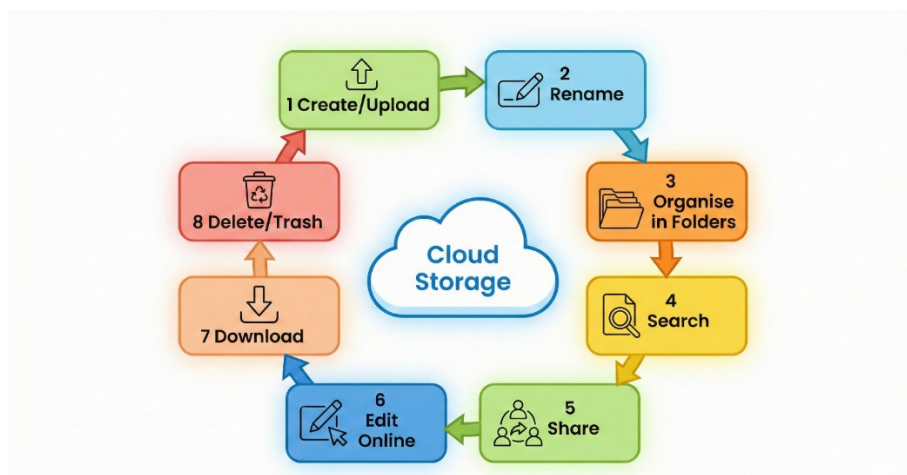 1 Create/Upload
2
Rename
3
Organise
in Folders
4
Search
5
Share
6
Edit
Online
7 Download
8 Delete/Trash
Cloud
Storage